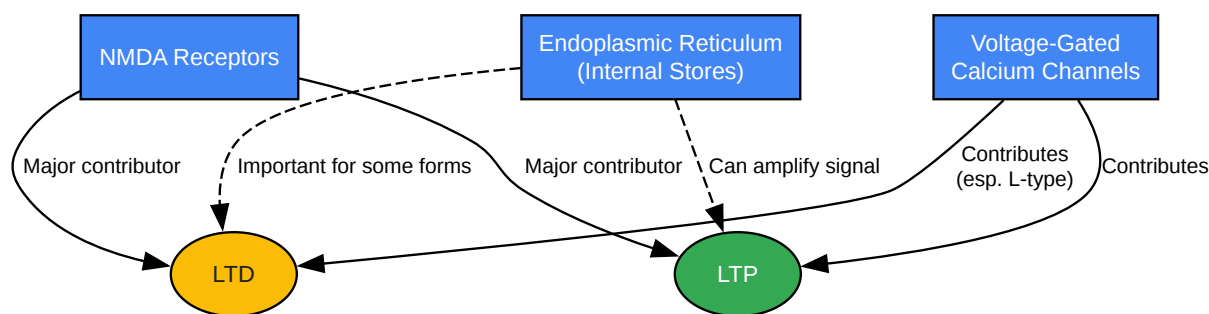 NMDA Receptors
Endoplasmic Reticulum
(Internal Stores)
Voltage-Gated
Calcium Channels
Major contributor
Important for some forms
Major contributor
Can amplify signal
Contributes
(esp. L-type)
Contributes
LTD
LTP